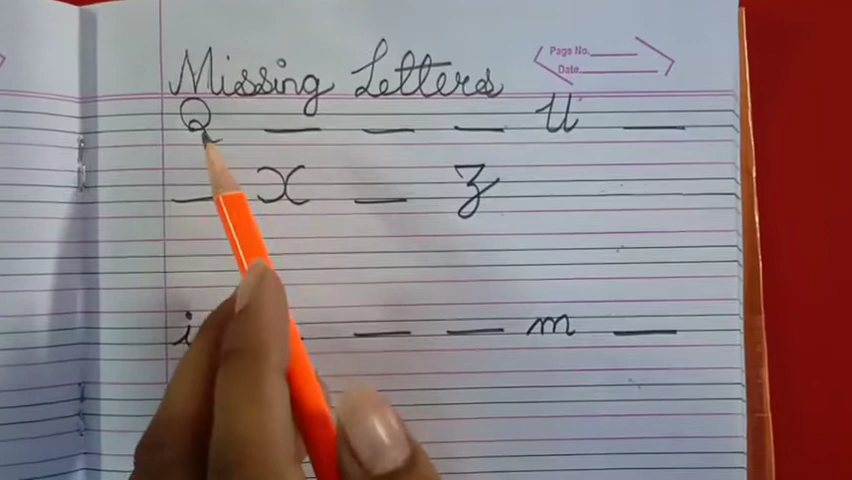 Missing Letters
Page No.
Date
Q _ _ _ U _
_ X _ Z
i _ _ _ m _